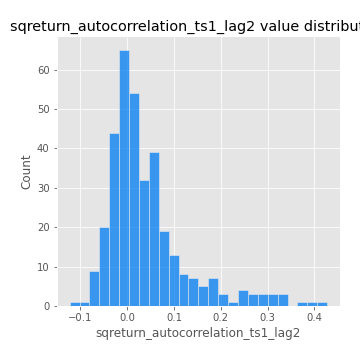 sqreturn_autocorrelation_ts1_lag2 value distribut
60
50
40
30
20
10
0
Count
−0.1 0.0 0.1 0.2 0.3 0.4
sqreturn_autocorrelation_ts1_lag2